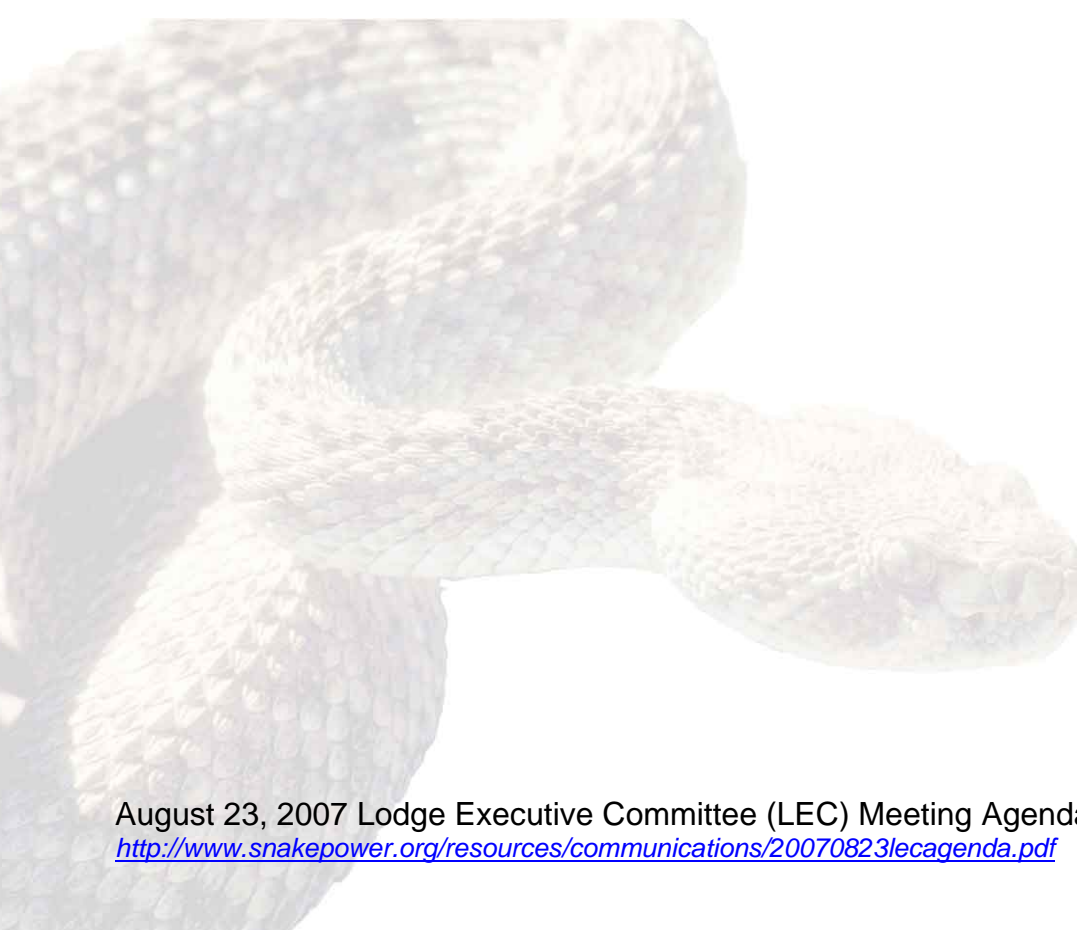 August 23, 2007 Lodge Executive Committee (LEC) Meeting Agenda
http://www.snakepower.org/resources/communications/20070823lecagenda.pdf